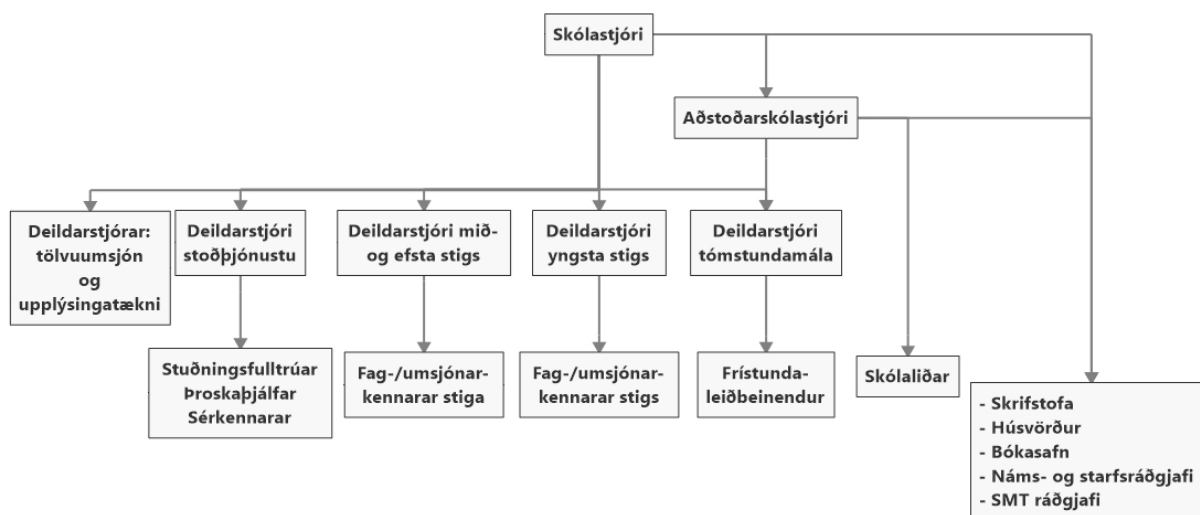 Skólastjóri
Aðstoðarskólastjóri
Deildarstjórar:
tölvuumsjón
og
upplýsingatækni
Deildarstjóri
stoðþjónustu
Deildarstjóri mið-
og efsta stigs
Deildarstjóri
yngsta stigs
Deildarstjóri
tómstundamála
Stuðningsfulltrúar
Þroskaþjálfar
Sérkennarar
Fag-/umsjónar-
kennarar stiga
Fag-/umsjónar-
kennarar stigs
Frístunda-
leiðbeinendur
Skólaliðar
- Skrifstofa
- Húsvörður
- Bókasafn
- Náms- og starfsráðgjafi
- SMT ráðgjafi